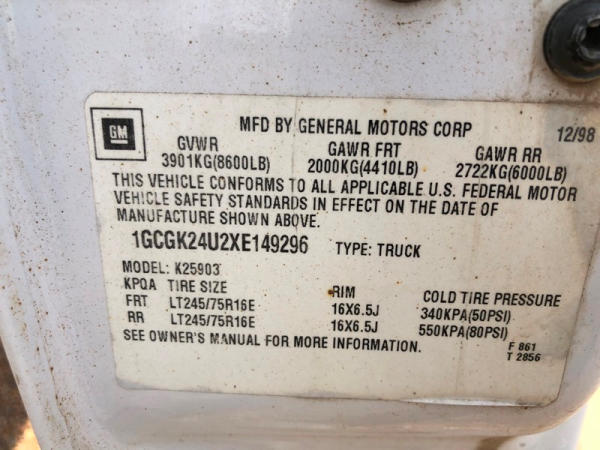 MFD BY GENERAL MOTORS CORP 12/98
GM
GVWR GAWR FRT GAWR RR
3901KG(8600LB) 2000KG(4410LB) 2722KG(6000LB)
THIS VEHICLE CONFORMS TO ALL APPLICABLE U.S. FEDERAL MOTOR
VEHICLE SAFETY STANDARDS IN EFFECT ON THE DATE OF
MANUFACTURE SHOWN ABOVE.
1GCGK24U2XE149296 TYPE: TRUCK
MODEL: K25903
KPQA TIRE SIZE RIM COLD TIRE PRESSURE
FRT LT245/75R16E 16X6.5J 340KPA(50PSI)
RR LT245/75R16E 16X6.5J 550KPA(80PSI)
SEE OWNER'S MANUAL FOR MORE INFORMATION.
F 861
T 2856